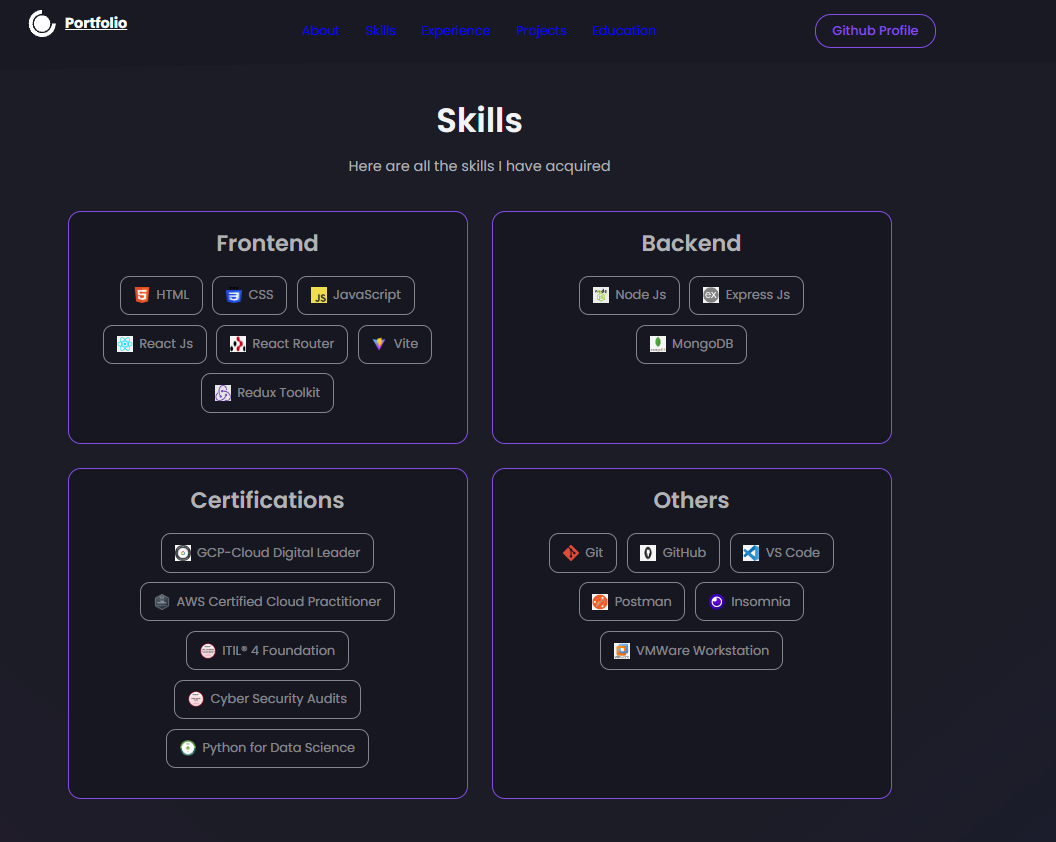 Portfolio
About Skills Experience Projects Education
Github Profile
Skills
Here are all the skills I have acquired
Frontend
HTML CSS JavaScript
React Js React Router Vite
Redux Toolkit
Backend
Node Js Express Js
MongoDB
Certifications
GCP-Cloud Digital Leader
AWS Certified Cloud Practitioner
ITIL® 4 Foundation
Cyber Security Audits
Python for Data Science
Others
Git GitHub VS Code
Postman Insomnia
VMWare Workstation